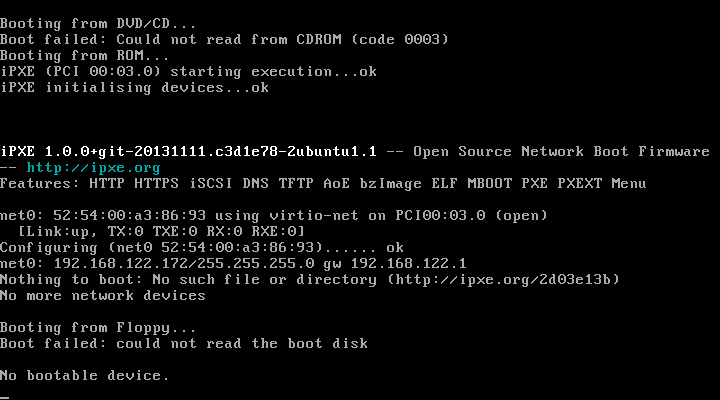 Booting from DVD/CD...
Boot failed: Could not read from CDROM (code 0003)
Booting from ROM...
iPXE (PCI 00:03.0) starting execution...ok
iPXE initialising devices...ok
iPXE 1.0.0+git-20131111.c3d1e78-2ubuntu1.1 -- Open Source Network Boot Firmware
-- http://ipxe.org
Features: HTTP HTTPS iSCSI DNS TFTP AoE bzImage ELF MBOOT PXE PXEXT Menu
net0: 52:54:00:a3:86:93 using virtio-net on PCI00:03.0 (open)
[Link:up, TX:0 TXE:0 RX:0 RXE:0]
Configuring (net0 52:54:00:a3:86:93)...... ok
net0: 192.168.122.172/255.255.255.0 gw 192.168.122.1
Nothing to boot: No such file or directory (http://ipxe.org/2d03e13b)
No more network devices
Booting from Floppy...
Boot failed: could not read the boot disk
No bootable device.